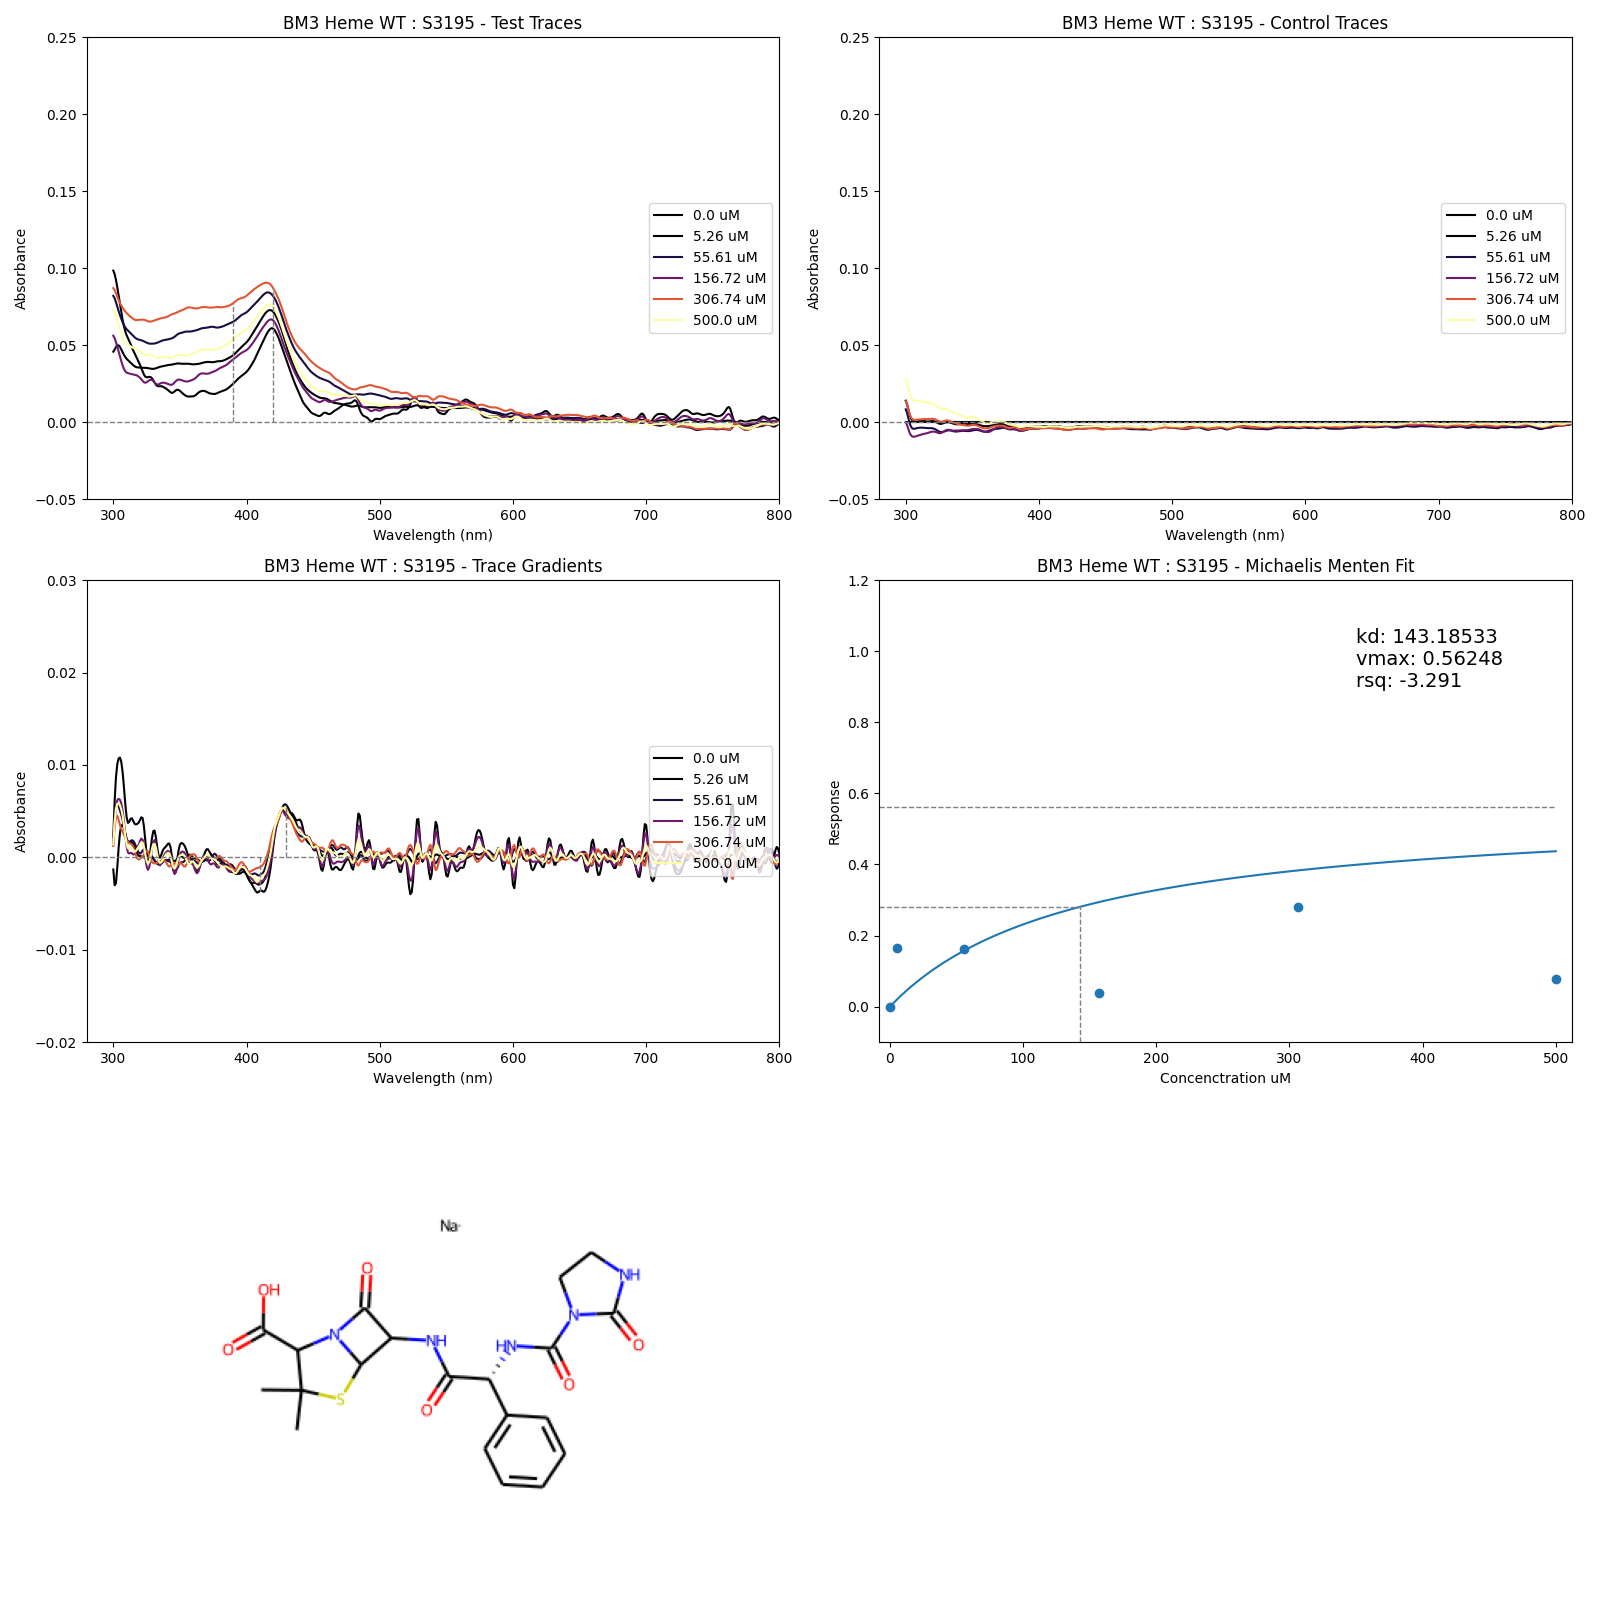 BM3 Heme WT : S3195 - Test Traces
0.25
0.20
0.15
0.10
0.05
0.00
−0.05
Absorbance
300
400
500
600
700
800
Wavelength (nm)
0.0 uM
5.26 uM
55.61 uM
156.72 uM
306.74 uM
500.0 uM
BM3 Heme WT : S3195 - Control Traces
0.25
0.20
0.15
0.10
0.05
0.00
−0.05
Absorbance
300
400
500
600
700
800
Wavelength (nm)
0.0 uM
5.26 uM
55.61 uM
156.72 uM
306.74 uM
500.0 uM
BM3 Heme WT : S3195 - Trace Gradients
0.03
0.02
0.01
0.00
−0.01
−0.02
Absorbance
300
400
500
600
700
800
Wavelength (nm)
0.0 uM
5.26 uM
55.61 uM
156.72 uM
306.74 uM
500.0 uM
BM3 Heme WT : S3195 - Michaelis Menten Fit
1.2
1.0
0.8
0.6
0.4
0.2
0.0
Response
0
100
200
300
400
500
Concenctration uM
kd: 143.18533
vmax: 0.56248
rsq: -3.291
Na
O
OH
NH
O
N
N
NH
HN
O
O
S
O
O